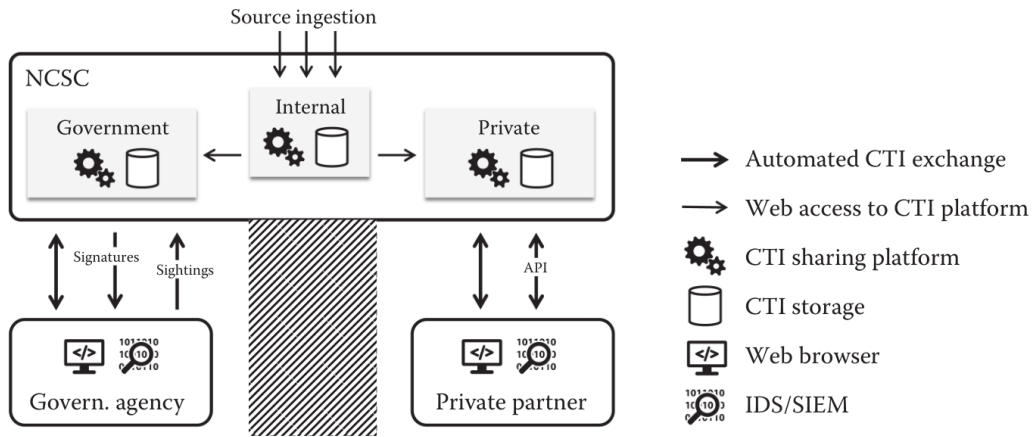 Source ingestion
NCSC
Internal
Government
Private
Signatures
Sightings
API
Govern. agency
Private partner
Automated CTI exchange
Web access to CTI platform
CTI sharing platform
CTI storage
Web browser
IDS/SIEM